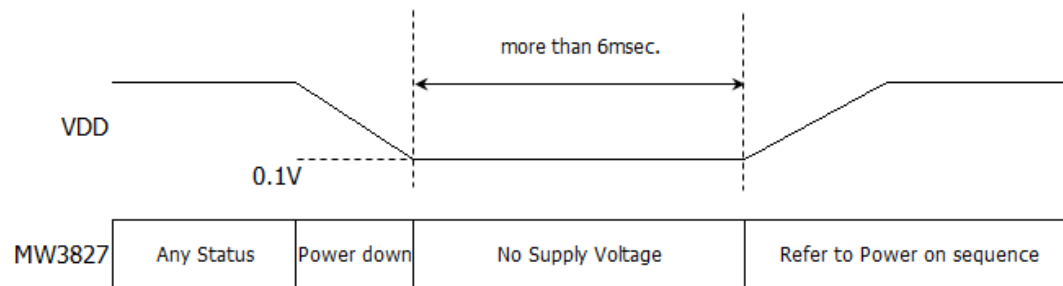 more than 6msec.
VDD
0.1V
MW3827 Any Status Power down No Supply Voltage Refer to Power on sequence